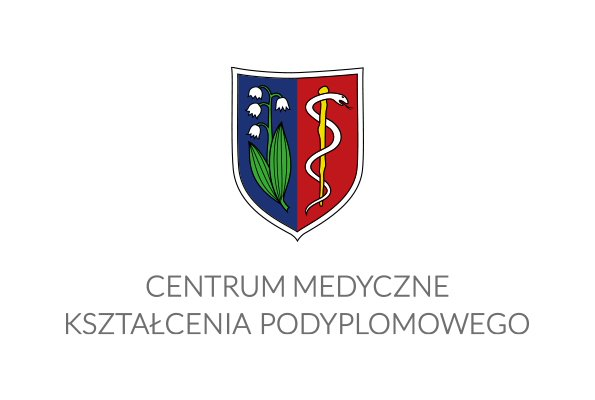 CENTRUM MEDYCZNE
KSZTAŁCENIA PODYPLOMOWEGO